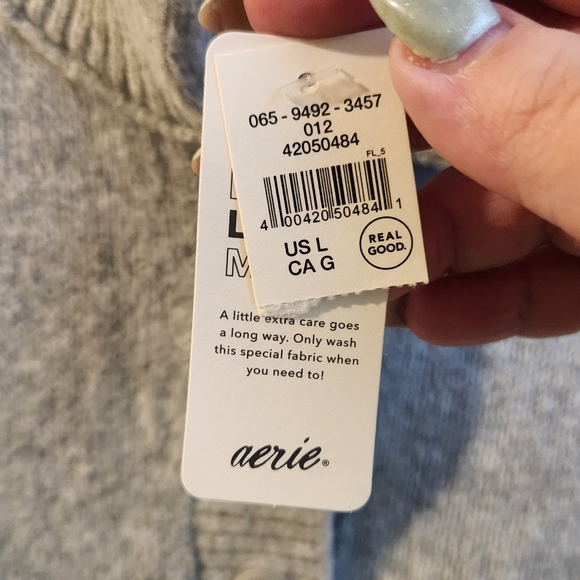 065 - 9492 - 3457
012
42050484
FL_5
4 00420 50484 1
US L
CA G
REAL
GOOD.
A little extra care goes
a long way. Only wash
this special fabric when
you need to!
aerie®